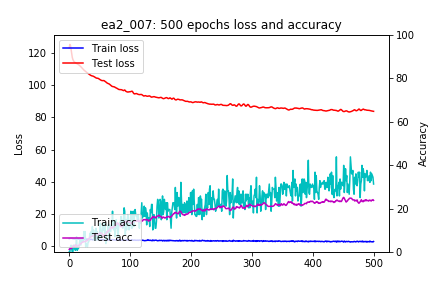 ea2_007: 500 epochs loss and accuracy
Train loss
Test loss
Train acc
Test acc
Loss
120
100
80
60
40
20
0
Accuracy
100
80
60
40
20
0
0
100
200
300
400
500